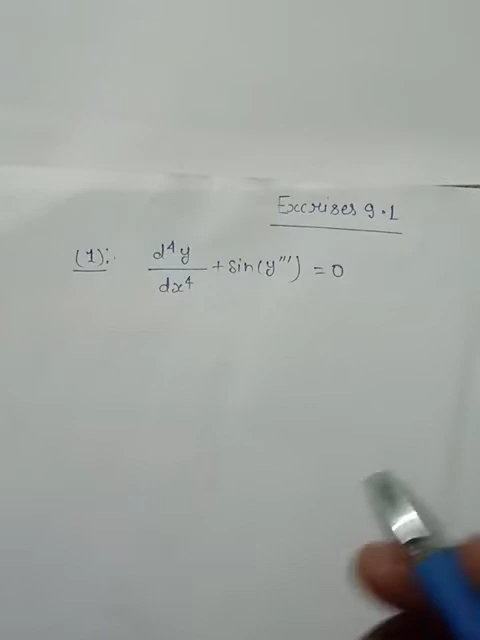 Excrises 9.1
(1):. d⁴y/dx⁴ + sin(y''') = 0